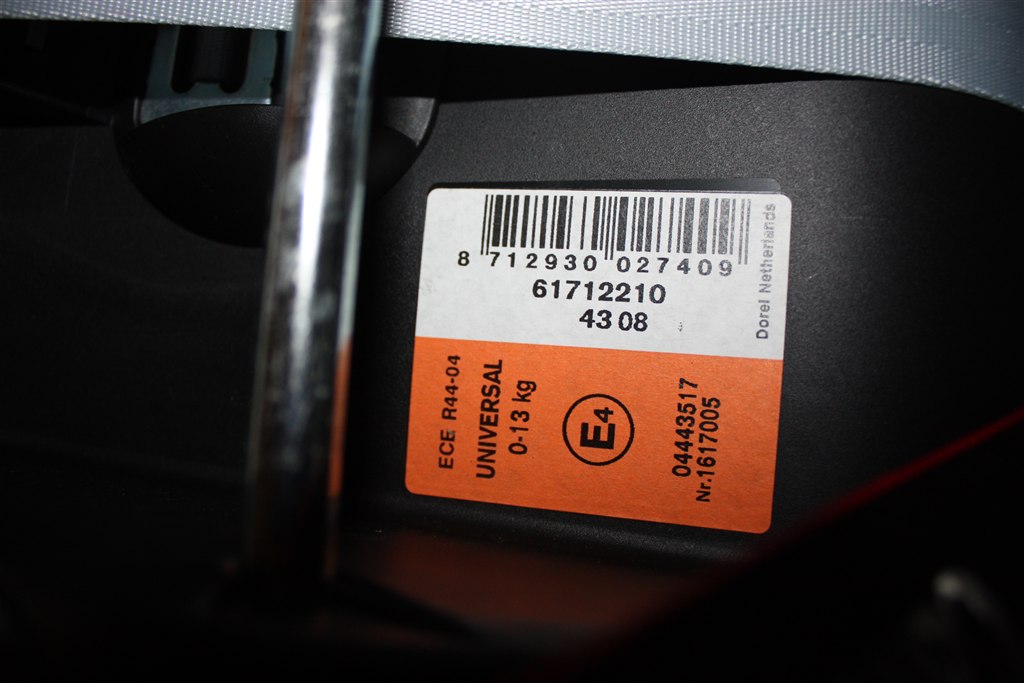 8 712930 027409
61712210
43 08
Dorel Netherlands
ECE R44-04
UNIVERSAL
0-13 kg
E4
04443517
Nr.1617005